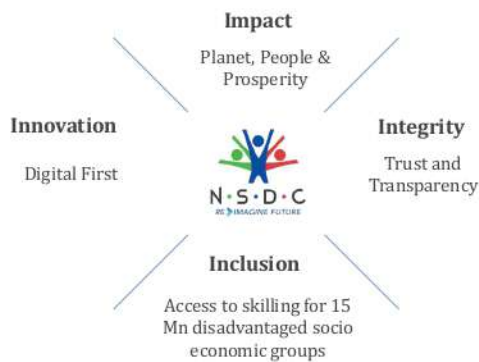 Impact
Planet, People &
Prosperity
Innovation
Digital First
Integrity
Trust and
Transparency
N·S·D·C
RE IMAGINE FUTURE
Inclusion
Access to skilling for 15
Mn disadvantaged socio
economic groups